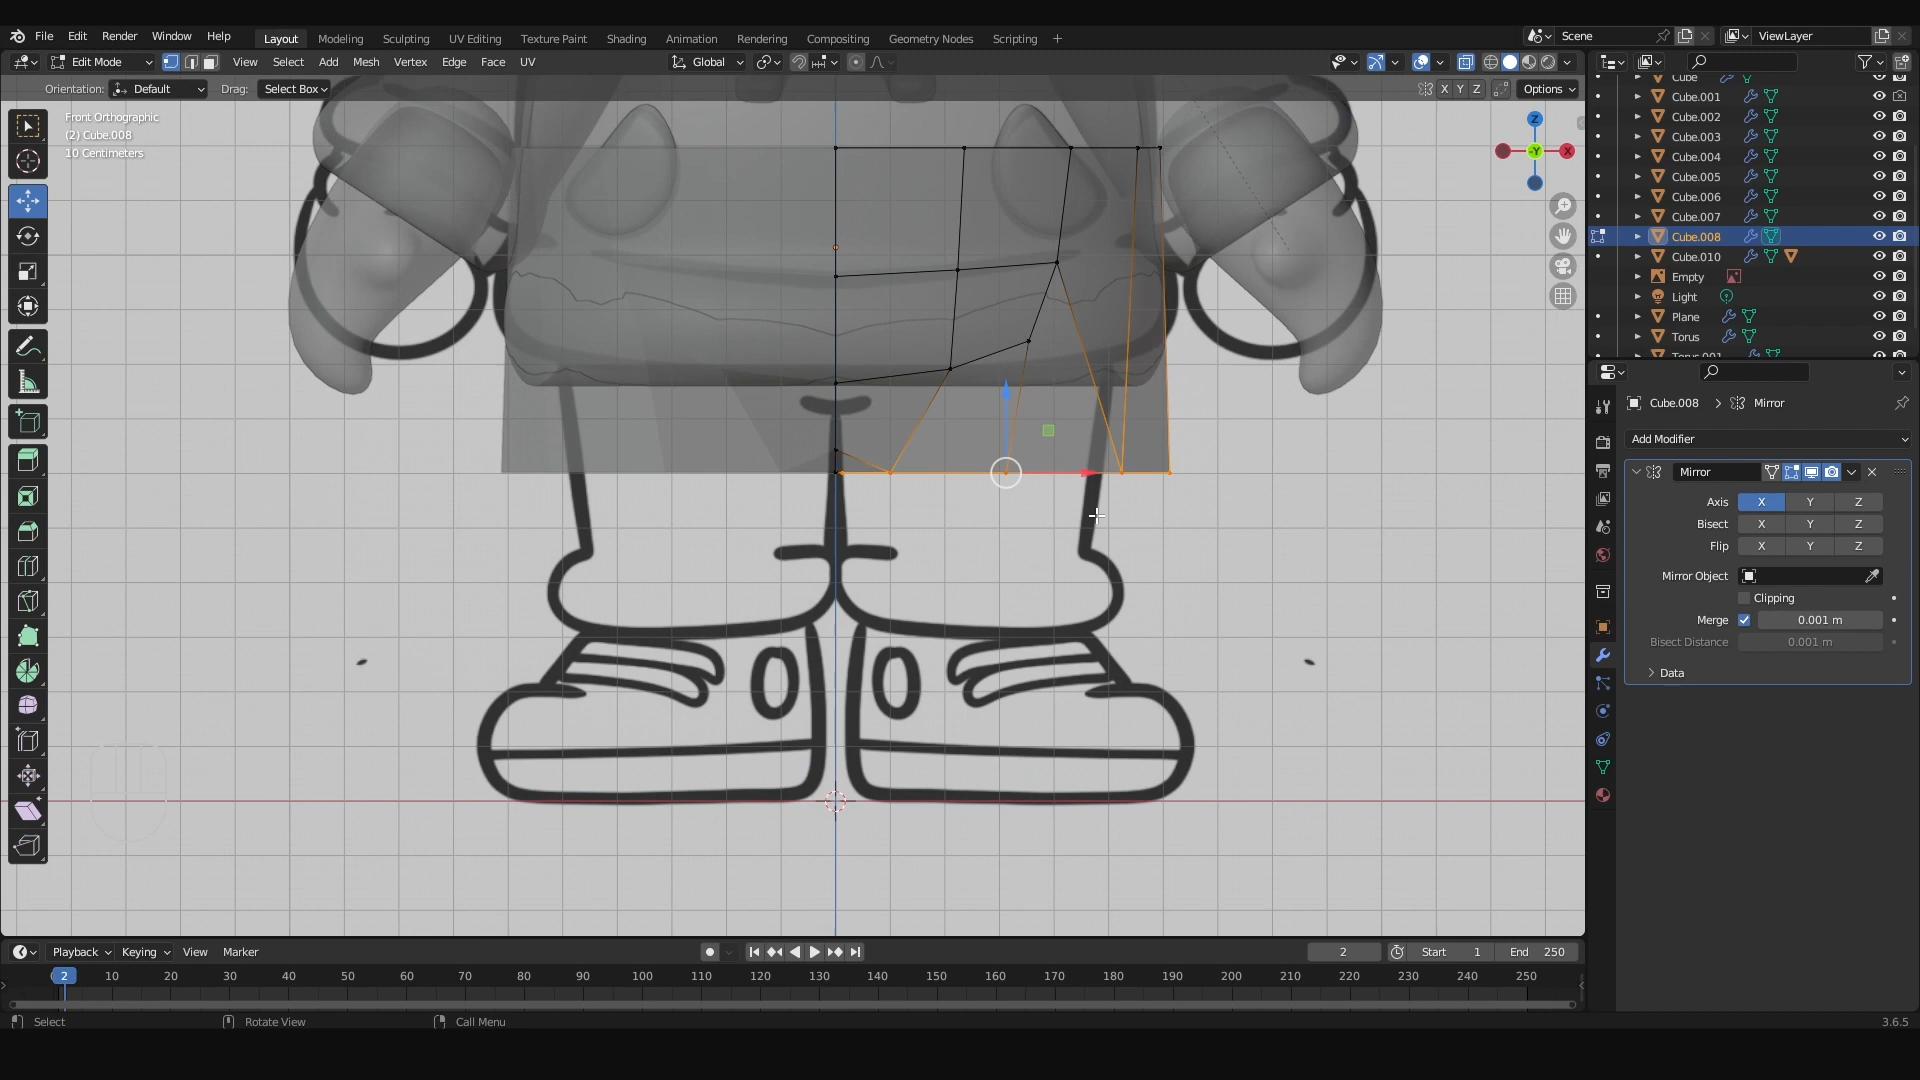 File Edit Render Window Help Layout Modeling Sculpting UV Editing Texture Paint Shading Animation Rendering Compositing Geometry Nodes Scripting + Scene ViewLayer
Edit Mode View Select Add Mesh Vertex Edge Face UV Global
Orientation: Default Drag: Select Box X Y Z Options
Front Orthographic
(2) Cube.008
10 Centimeters
Z
-Y
X
Cube
Cube.001
Cube.002
Cube.003
Cube.004
Cube.005
Cube.006
Cube.007
Cube.008
Cube.010
Empty
Light
Plane
Torus
Torus.001
Cube.008 > Mirror
Add Modifier
Mirror
Axis X Y Z
Bisect X Y Z
Flip X Y Z
Mirror Object
Clipping
Merge 0.001 m
Bisect Distance 0.001 m
Data
Playback Keying View Marker 2 Start 1 End 250
2 10 20 30 40 50 60 70 80 90 100 110 120 130 140 150 160 170 180 190 200 210 220 230 240 250
Select Rotate View Call Menu 3.6.5